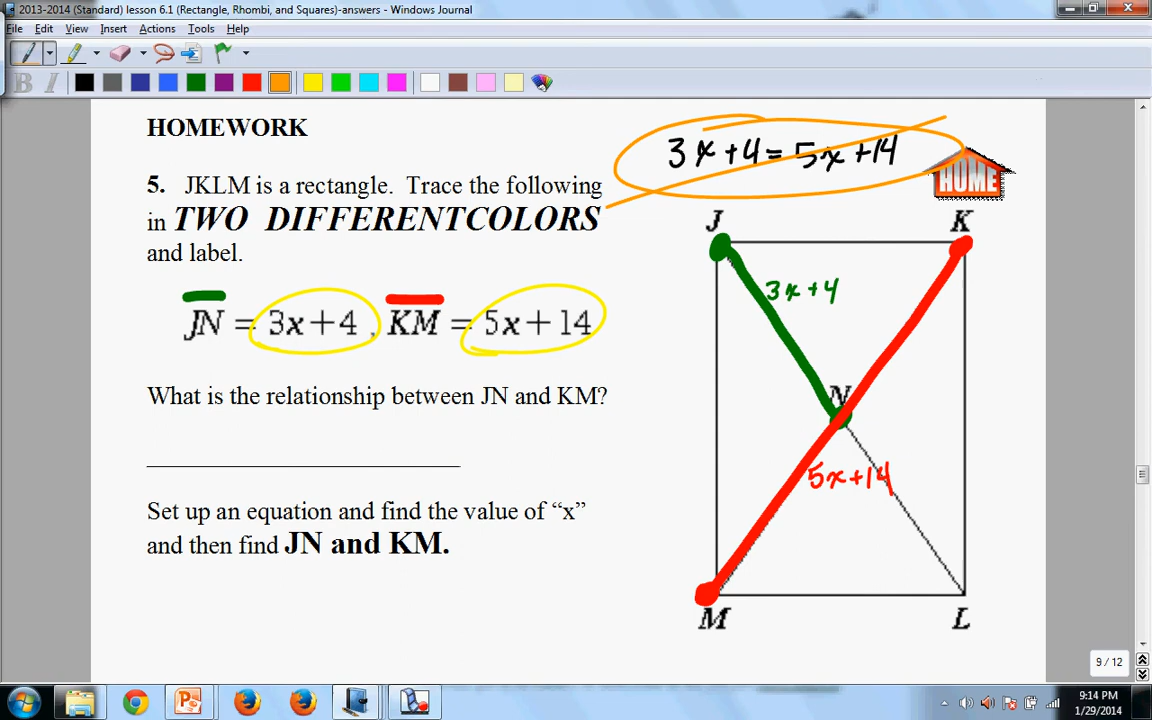 2013-2014 (Standard) lesson 6.1 (Rectangle, Rhombi, and Squares)-answers - Windows Journal
File Edit View Insert Actions Tools Help
B I
HOMEWORK
3x+4=5x+14
HOME
5. JKLM is a rectangle. Trace the following
in TWO DIFFERENTCOLORS
and label.
J K
3x+4
JN = 3x+4 , KM = 5x+14
What is the relationship between JN and KM?
N
5x+14
Set up an equation and find the value of “x”
and then find JN and KM.
M L
9 / 12
9:14 PM
1/29/2014